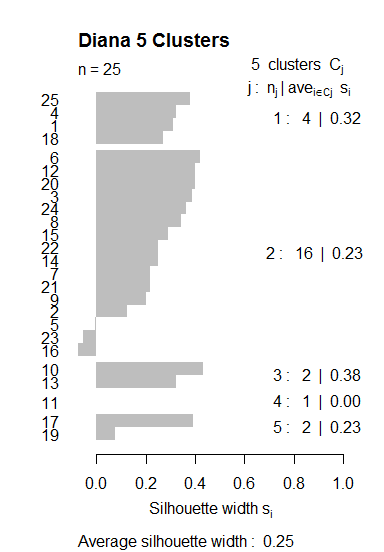 Diana 5 Clusters
n = 25
5 clusters Cj
j : nj | avei∈Cj si
25
4
1
18
1 : 4 | 0.32
6
12
20
3
24
8
15
22
14
7
21
9
2
5
23
16
2 : 16 | 0.23
10
13
3 : 2 | 0.38
11
4 : 1 | 0.00
17
19
5 : 2 | 0.23
0.0 0.2 0.4 0.6 0.8 1.0
Silhouette width si
Average silhouette width : 0.25